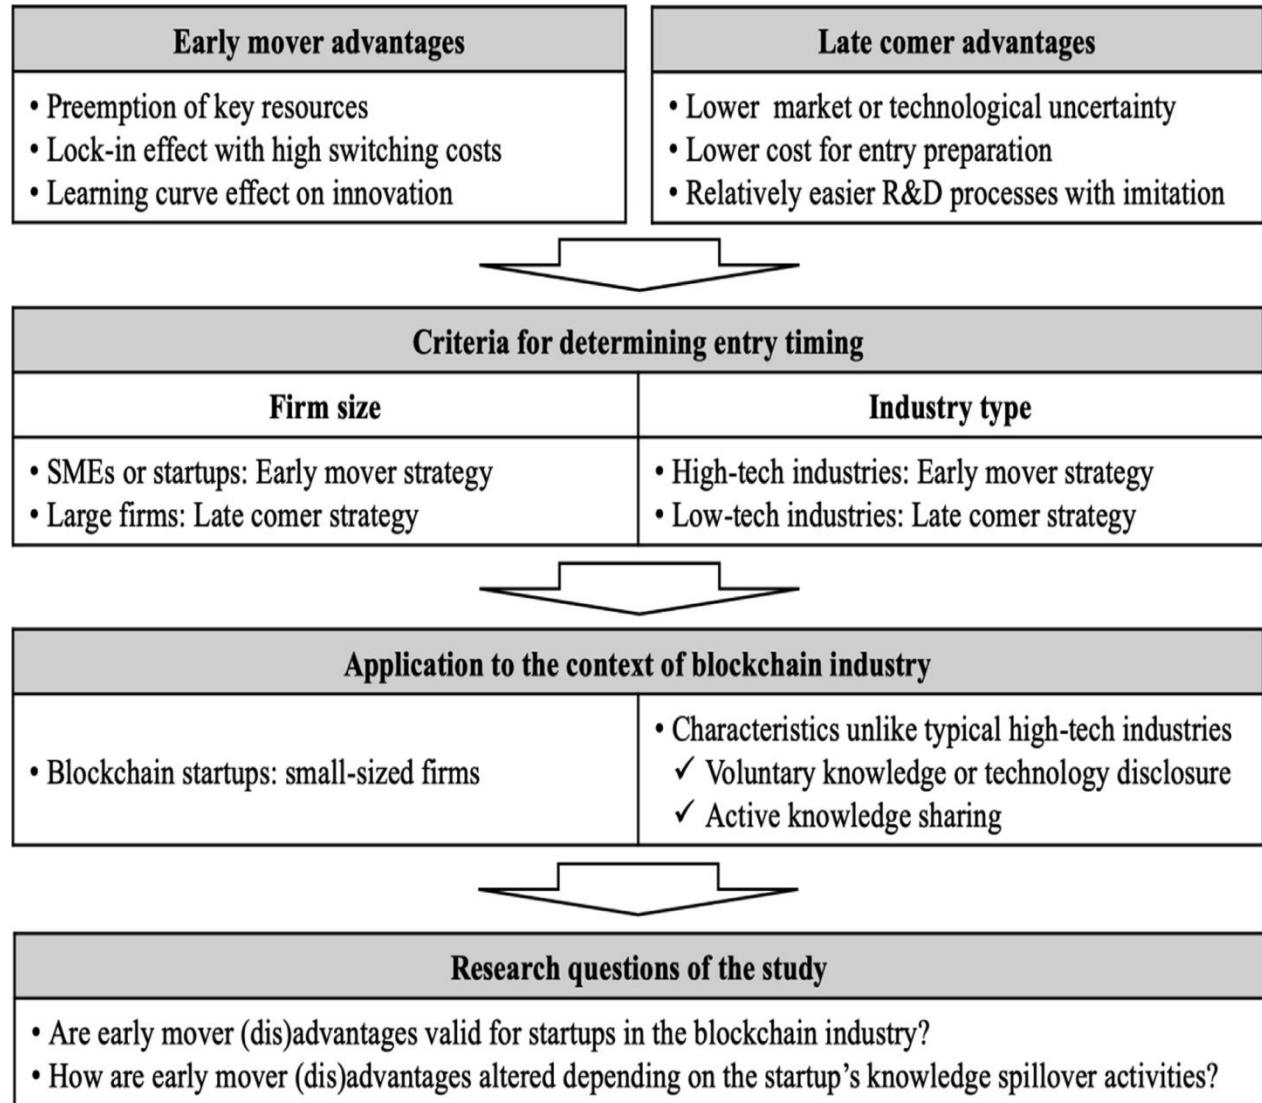 Early mover advantages
• Preemption of key resources
• Lock-in effect with high switching costs
• Learning curve effect on innovation
Late comer advantages
• Lower market or technological uncertainty
• Lower cost for entry preparation
• Relatively easier R&D processes with imitation
Criteria for determining entry timing
Firm size
• SMEs or startups: Early mover strategy
• Large firms: Late comer strategy
Industry type
• High-tech industries: Early mover strategy
• Low-tech industries: Late comer strategy
Application to the context of blockchain industry
• Blockchain startups: small-sized firms
• Characteristics unlike typical high-tech industries
✓ Voluntary knowledge or technology disclosure
✓ Active knowledge sharing
Research questions of the study
• Are early mover (dis)advantages valid for startups in the blockchain industry?
• How are early mover (dis)advantages altered depending on the startup’s knowledge spillover activities?